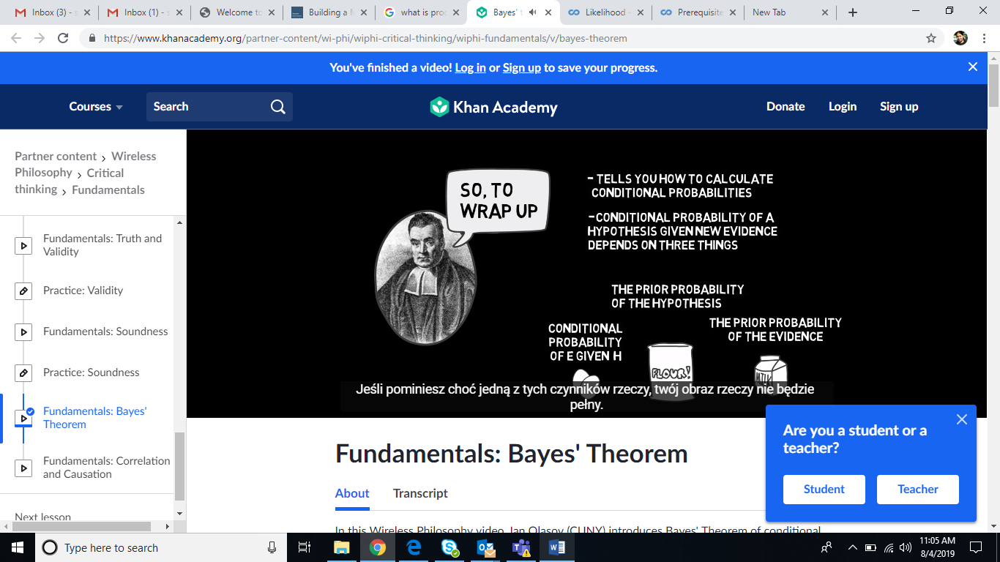 Inbox (3) - s
Inbox (1) - s
Welcome to
Building a M
what is proc
Bayes' t
Likelihood -
Prerequisite
New Tab
https://www.khanacademy.org/partner-content/wi-phi/wiphi-critical-thinking/wiphi-fundamentals/v/bayes-theorem
You've finished a video! Log in or Sign up to save your progress.
Courses
Search
Khan Academy
Donate
Login
Sign up
Partner content › Wireless
Philosophy › Critical
thinking › Fundamentals
Fundamentals: Truth and
Validity
Practice: Validity
Fundamentals: Soundness
Practice: Soundness
Fundamentals: Bayes'
Theorem
Fundamentals: Correlation
and Causation
Next lesson
SO, TO
WRAP UP
- TELLS YOU HOW TO CALCULATE
CONDITIONAL PROBABILITIES
- CONDITIONAL PROBABILITY OF A
HYPOTHESIS GIVEN NEW EVIDENCE
DEPENDS ON THREE THINGS
THE PRIOR PROBABILITY
OF THE HYPOTHESIS
CONDITIONAL
PROBABILITY
OF E GIVEN H
THE PRIOR PROBABILITY
OF THE EVIDENCE
FLOUR!
MILK
Jeśli pominiesz choć jedną z tych czynników rzeczy, twój obraz rzeczy nie będzie
pełny.
Fundamentals: Bayes' Theorem
About
Transcript
In this Wireless Philosophy video, Ian Olasov (CUNY) introduces Bayes' Theorem of conditional
Are you a student or a
teacher?
Student
Teacher
Type here to search
11:05 AM
8/4/2019